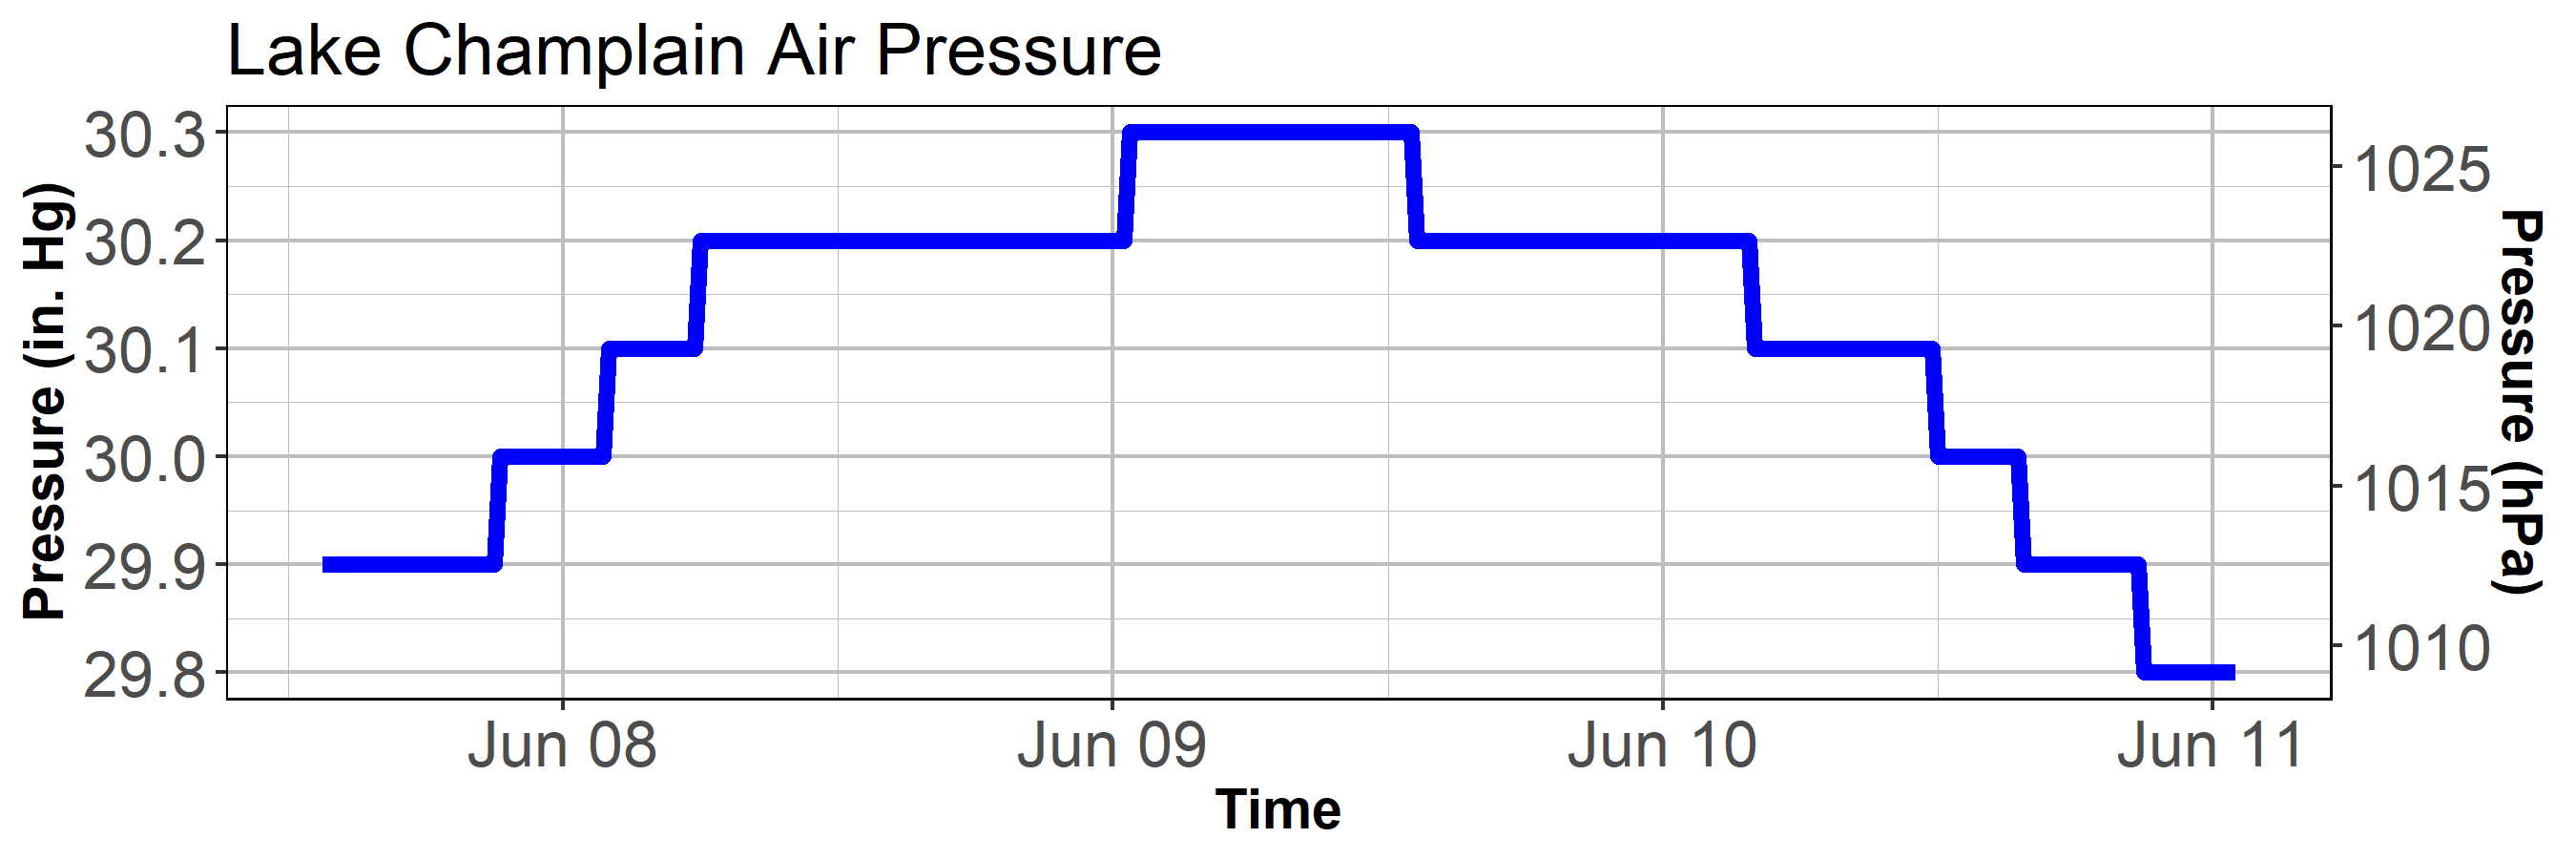 Lake Champlain Air Pressure
Pressure (in. Hg)
30.3
30.2
30.1
30.0
29.9
29.8
1025
1020
1015
1010
Pressure (hPa)
Jun 08 Jun 09 Jun 10 Jun 11
Time